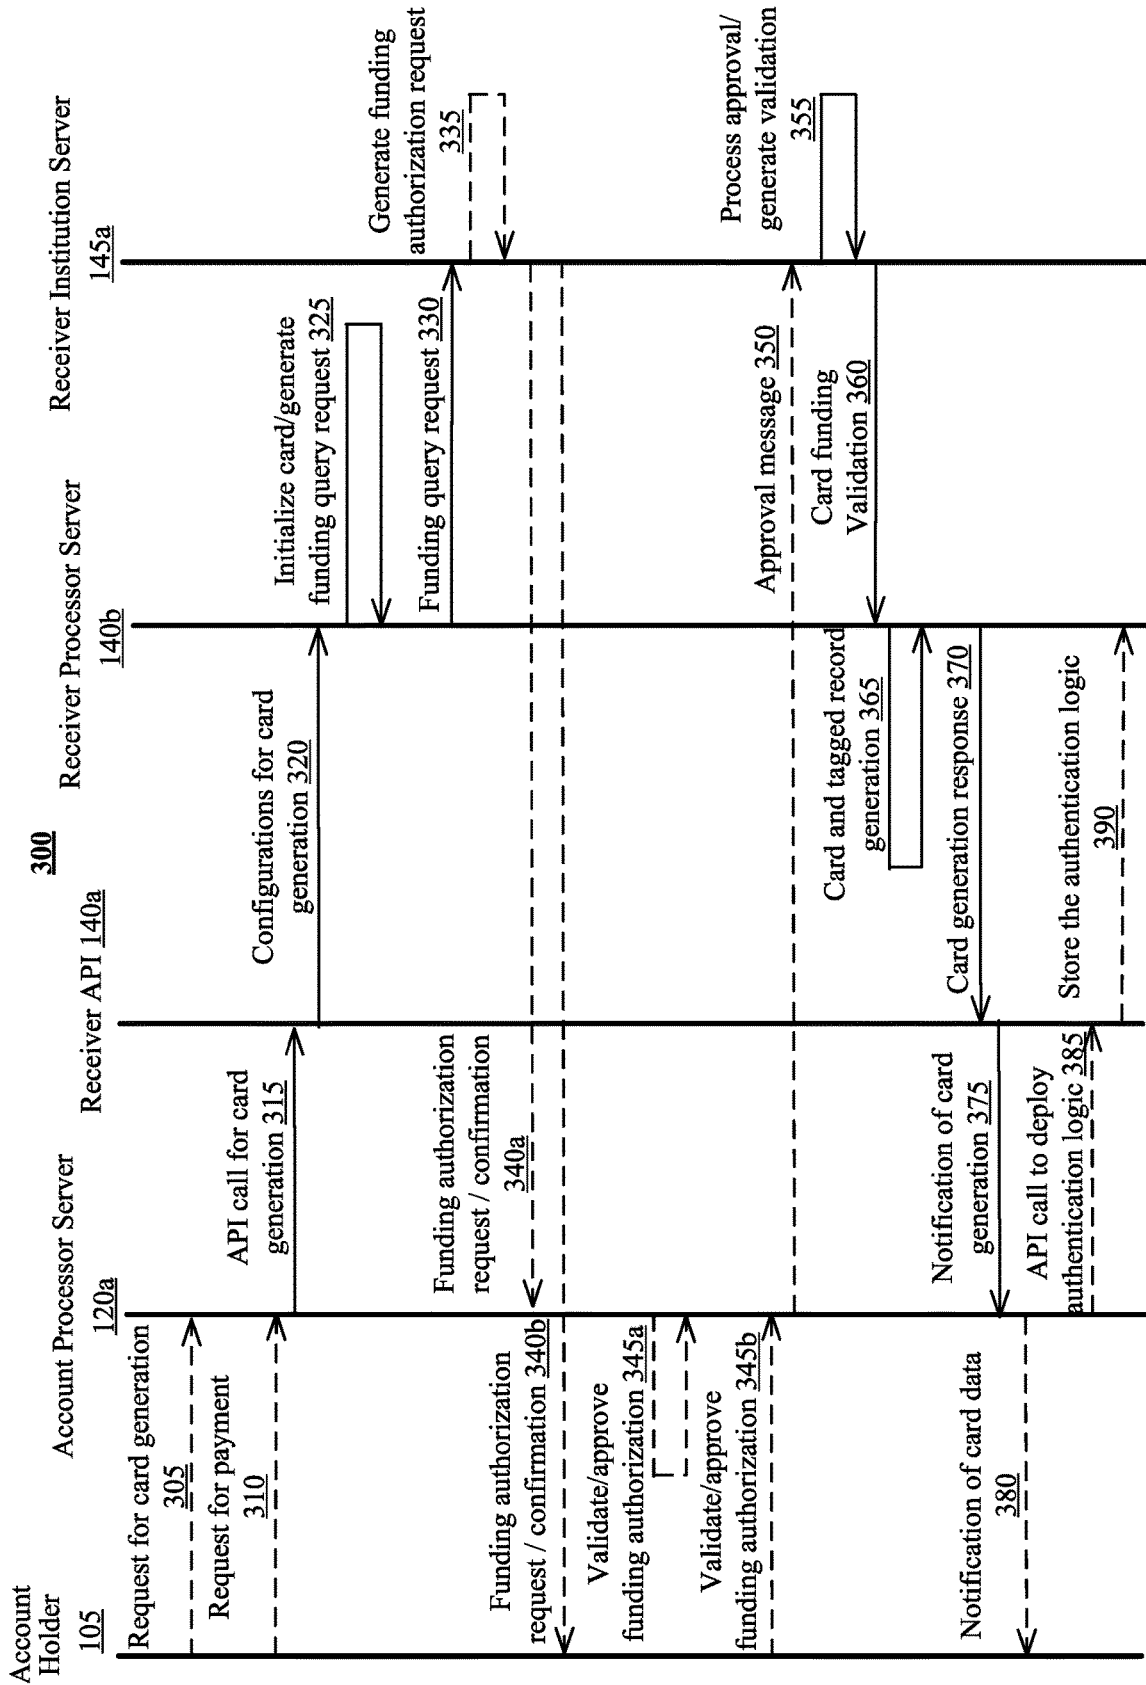 300
Account
Holder
105
Account Processor Server
120a
Receiver API 140a
Receiver Processor Server
140b
Receiver Institution Server
145a
Request for card generation
305
Request for payment
310
API call for card
generation 315
Configurations for card
generation 320
Initialize card/generate
funding query request 325
Funding query request 330
Generate funding
authorization request
335
Funding authorization
request / confirmation
340a
Funding authorization
request / confirmation 340b
Validate/approve
funding authorization 345a
Validate/approve
funding authorization 345b
Approval message 350
Process approval/
generate validation
355
Card funding
Validation 360
Card and tagged record
generation 365
Card generation response 370
Notification of card
generation 375
Notification of card data
380
API call to deploy
authentication logic 385
Store the authentication logic
390